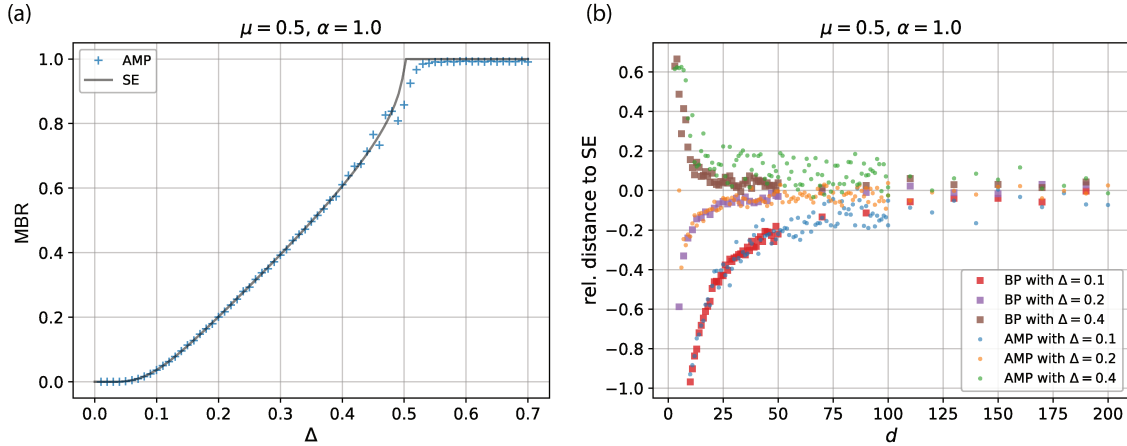 (a)
μ = 0.5, α = 1.0
MBR
1.0
0.8
0.6
0.4
0.2
0.0
AMP
SE
0.0 0.1 0.2 0.3 0.4 0.5 0.6 0.7
Δ
(b)
μ = 0.5, α = 1.0
rel. distance to SE
0.6
0.4
0.2
0.0
−0.2
−0.4
−0.6
−0.8
−1.0
BP with Δ = 0.1
BP with Δ = 0.2
BP with Δ = 0.4
AMP with Δ = 0.1
AMP with Δ = 0.2
AMP with Δ = 0.4
0 25 50 75 100 125 150 175 200
d